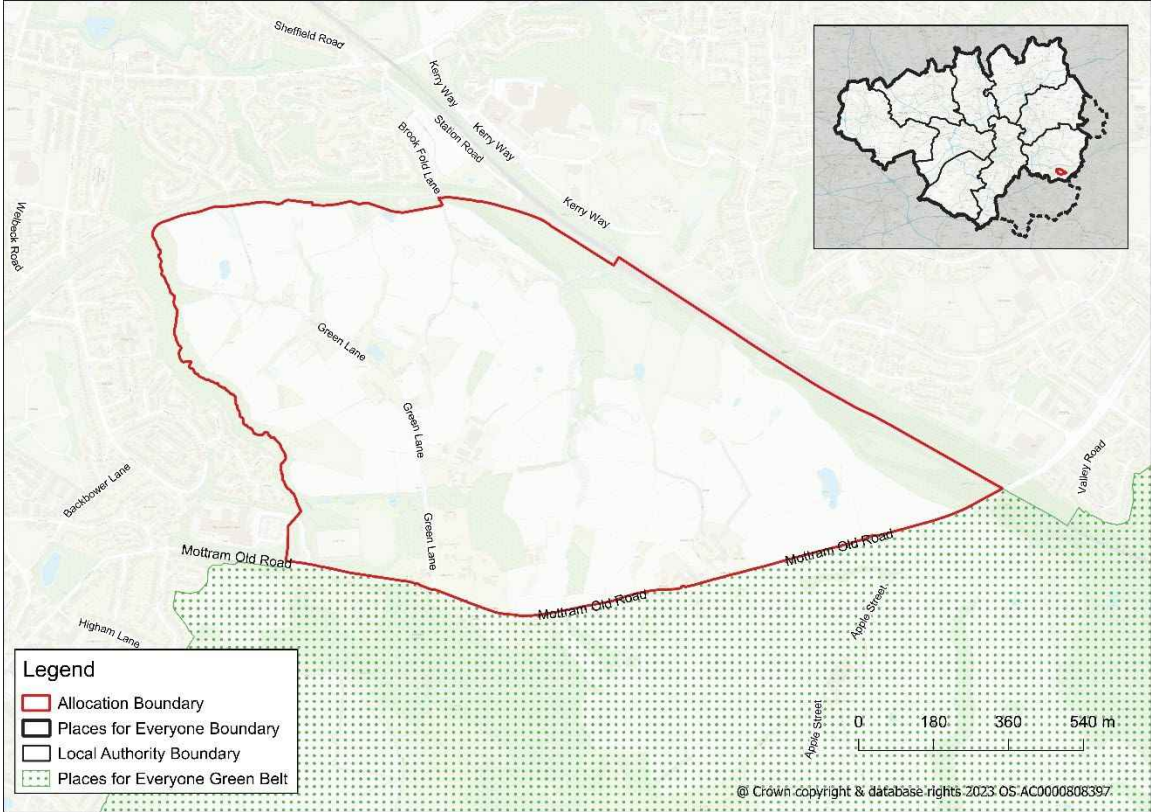 Sheffield Road
Kerry Way
Station Road
Kerry Way
Brook Fold Lane
Kerry Way
Welbeck Road
Green Lane
Green Lane
Valley Road
Backbower Lane
Green Lane
Mottram Old Road
Mottram Old Road
Mottram Old Road
Apple Street
Higham Lane
Apple Street
Legend
Allocation Boundary
Places for Everyone Boundary
Local Authority Boundary
Places for Everyone Green Belt
0 180 360 540 m
@ Crown copyright & database rights 2023 OS AC0000808397.